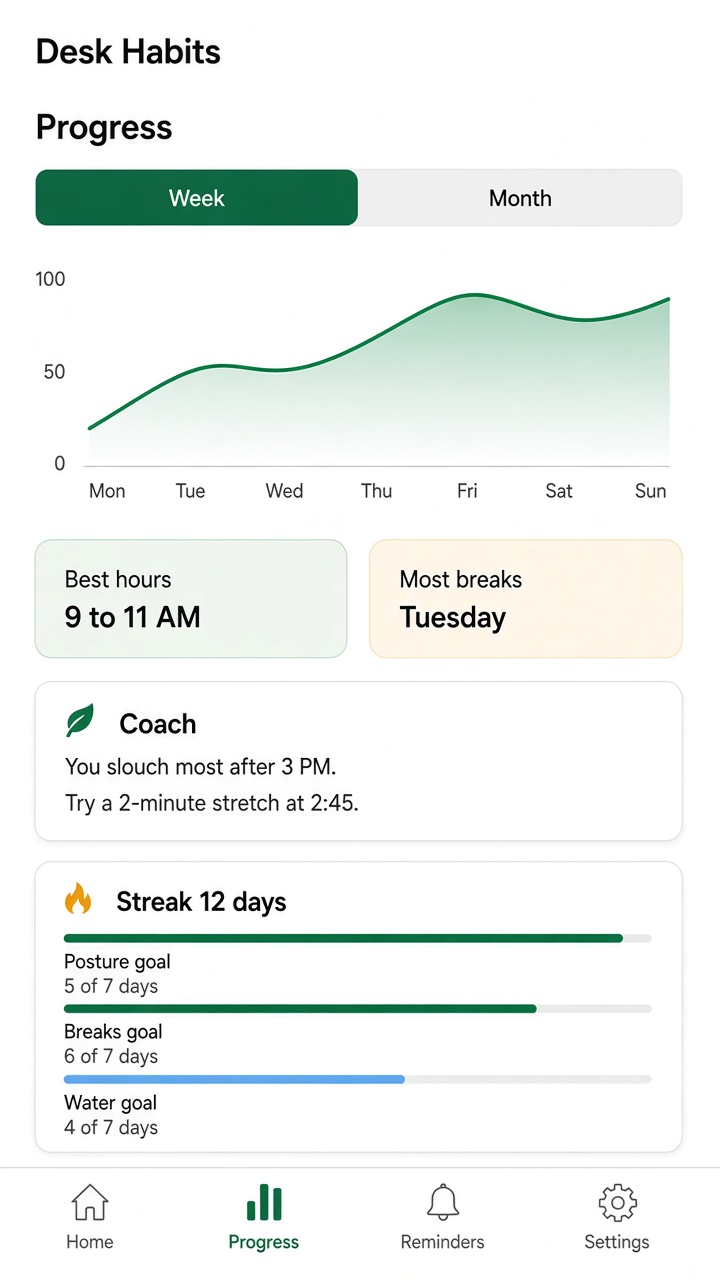 Desk Habits
Progress
Week Month
100
50
0
Mon Tue Wed Thu Fri Sat Sun
Best hours
9 to 11 AM
Most breaks
Tuesday
Coach
You slouch most after 3 PM.
Try a 2-minute stretch at 2:45.
Streak 12 days
Posture goal
5 of 7 days
Breaks goal
6 of 7 days
Water goal
4 of 7 days
Home Progress Reminders Settings